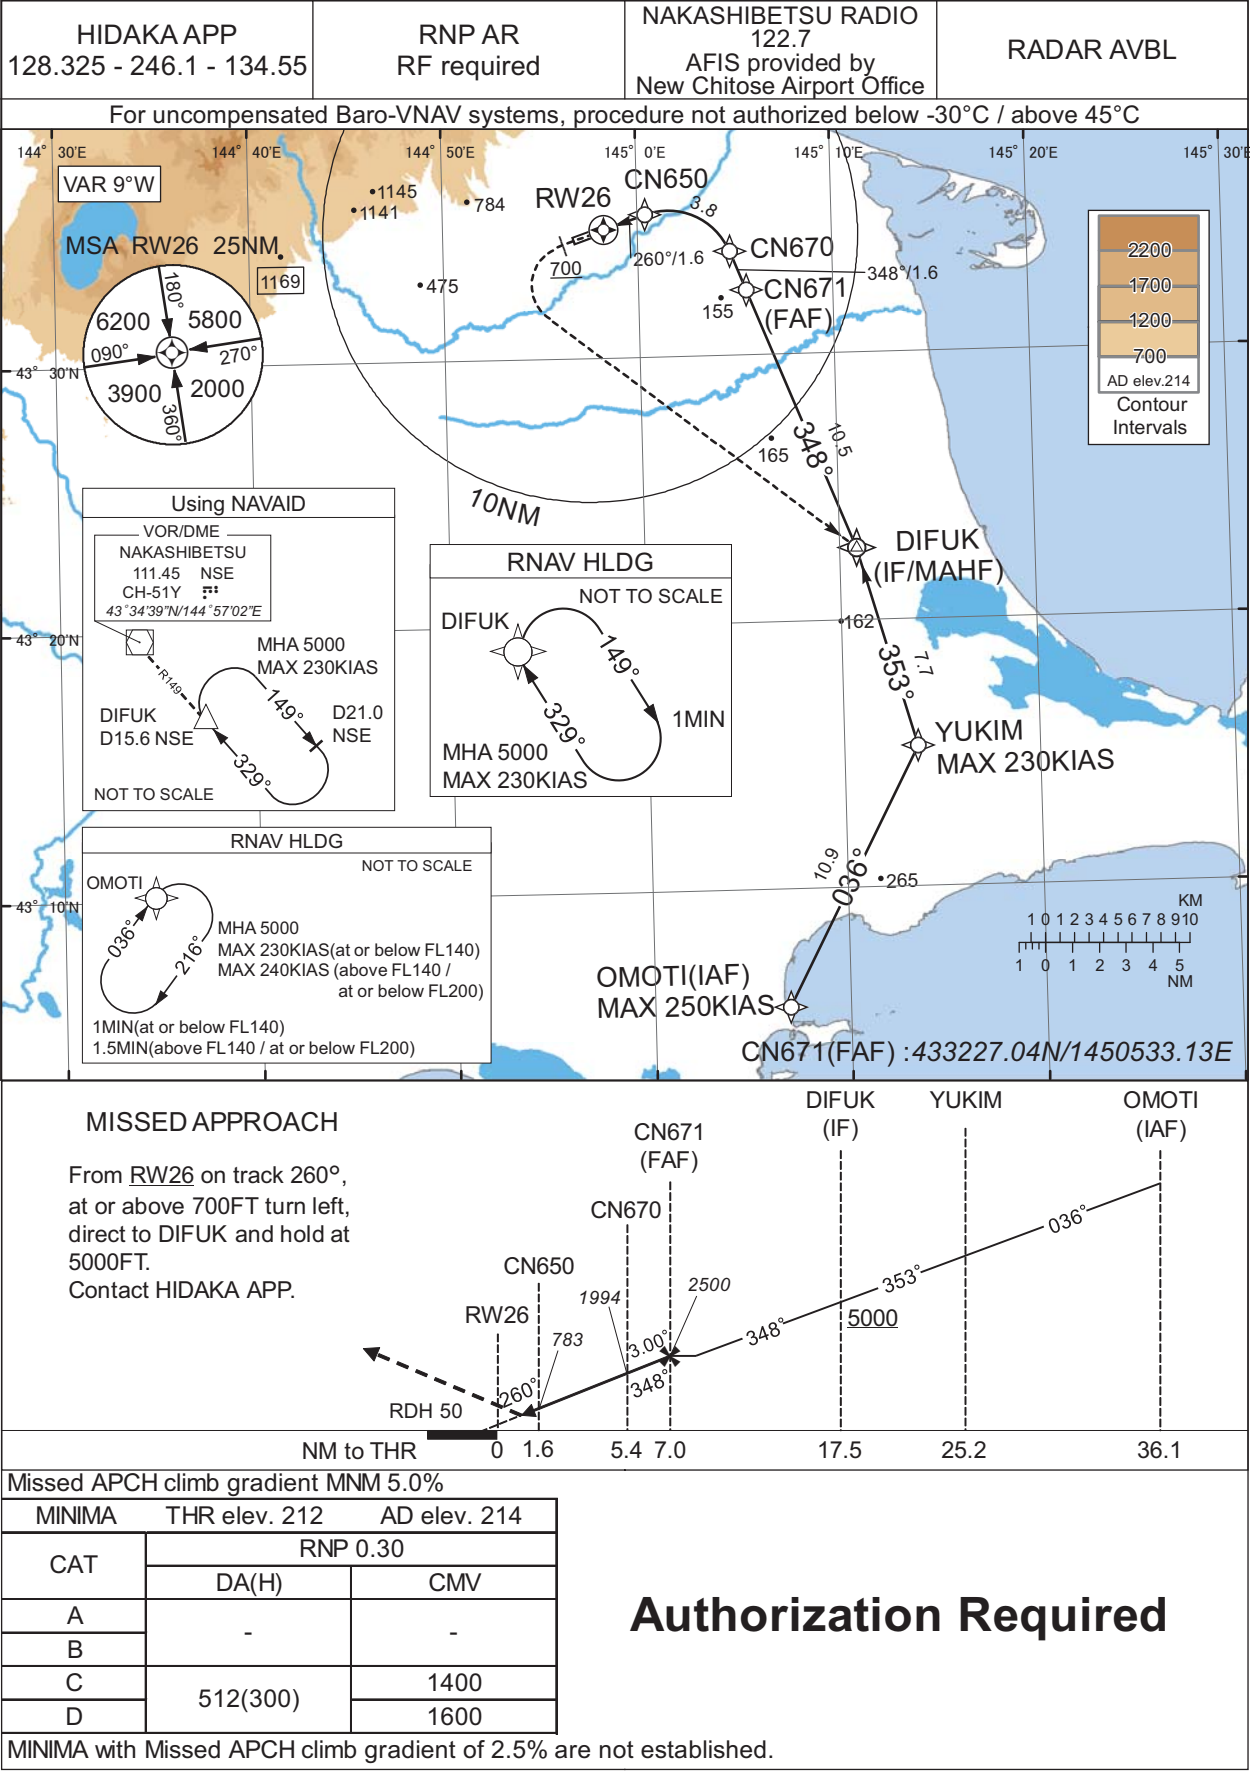 HIDAKA APP
128.325 - 246.1 - 134.55
RNP AR
RF required
NAKASHIBETSU RADIO
122.7
AFIS provided by
New Chitose Airport Office
RADAR AVBL
For uncompensated Baro-VNAV systems, procedure not authorized below -30°C / above 45°C
144° 30'E
144° 40'E
144° 50'E
145° 0'E
145° 10'E
145° 20'E
145° 30'E
VAR 9°W
1145
1141
784
RW26
CN650
3.8
MSA RW26 25NM
1169
475
700
260°/1.6
CN670
348°/1.6
CN671
(FAF)
155
2200
1700
1200
700
AD elev.214
Contour
Intervals
180°
6200
5800
090°
270°
3900
2000
360°
43° 30'N
348°
10.5
165
10NM
Using NAVAID
VOR/DME
NAKASHIBETSU
111.45 NSE
CH-51Y
43°34'39"N/144°57'02"E
MHA 5000
MAX 230KIAS
R149
149°
DIFUK
D15.6 NSE
D21.0
NSE
329°
NOT TO SCALE
RNAV HLDG
NOT TO SCALE
DIFUK
149°
1MIN
329°
MHA 5000
MAX 230KIAS
DIFUK
(IF/MAHF)
162
43° 20'N
353°
7.7
YUKIM
MAX 230KIAS
RNAV HLDG
NOT TO SCALE
OMOTI
036°
216°
MHA 5000
MAX 230KIAS(at or below FL140)
MAX 240KIAS (above FL140 /
at or below FL200)
1MIN(at or below FL140)
1.5MIN(above FL140 / at or below FL200)
43° 10'N
10.9
036°
265
KM
1 0 1 2 3 4 5 6 7 8 9 10
1 0 1 2 3 4 5
NM
OMOTI(IAF)
MAX 250KIAS
CN671(FAF) :433227.04N/1450533.13E
MISSED APPROACH
From RW26 on track 260°,
at or above 700FT turn left,
direct to DIFUK and hold at
5000FT.
Contact HIDAKA APP.
DIFUK
(IF)
YUKIM
OMOTI
(IAF)
CN671
(FAF)
CN670
CN650
RW26
1994
2500
783
3.00°
348°
260°
348°
353°
036°
5000
RDH 50
NM to THR 0 1.6 5.4 7.0 17.5 25.2 36.1
Missed APCH climb gradient MNM 5.0%
MINIMA THR elev. 212 AD elev. 214
CAT
RNP 0.30
DA(H)
CMV
A
B
-
-
C
D
512(300)
1400
1600
Authorization Required
MINIMA with Missed APCH climb gradient of 2.5% are not established.